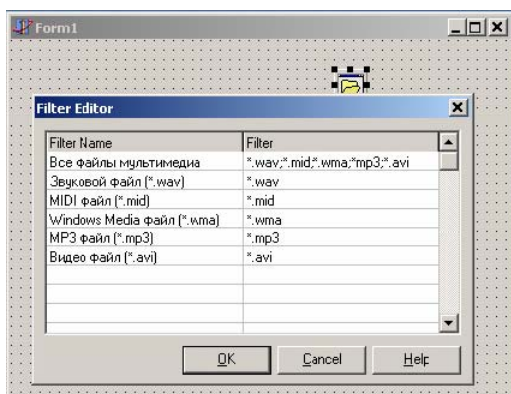 Form1
Filter Editor
Filter Name Filter
Все файлы мультимедиа *.wav;*.mid;*.wma;*mp3;*.avi
Звуковой файл (*.wav) *.wav
MIDI файл (*.mid) *.mid
Windows Media файл (*.wma) *.wma
MP3 файл (*.mp3) *.mp3
Видео файл (*.avi) *.avi
OK Cancel Help